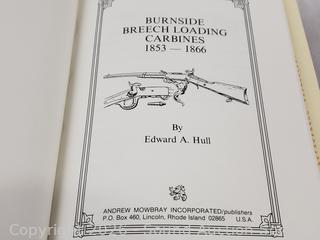 BURNSIDE
BREECH LOADING
CARBINES
1853 — 1866
By
Edward A. Hull
ANDREW MOWBRAY INCORPORATED/publishers
P.O. Box 460, Lincoln, Rhode Island 02865 U.S.A.
Copyright